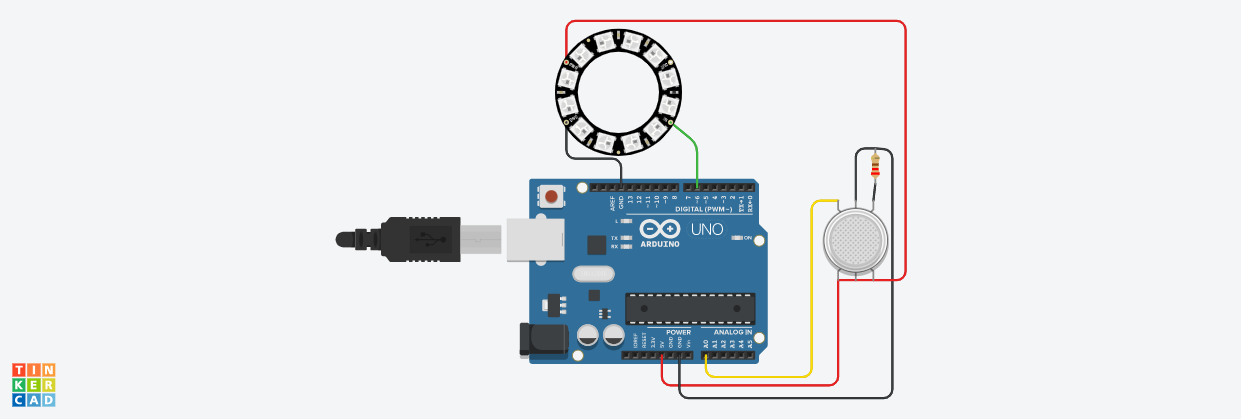 AREF
GND
13
12
~11
~10
~9
8
7
~6
~5
4
~3
2
TX→1
RX←0
DIGITAL (PWM~)
L
TX
RX
UNO
ARDUINO
ON
POWER
ANALOG IN
IOREF
RESET
3.3V
5V
GND
GND
Vin
A0
A1
A2
A3
A4
A5
TIN
KER
CAD